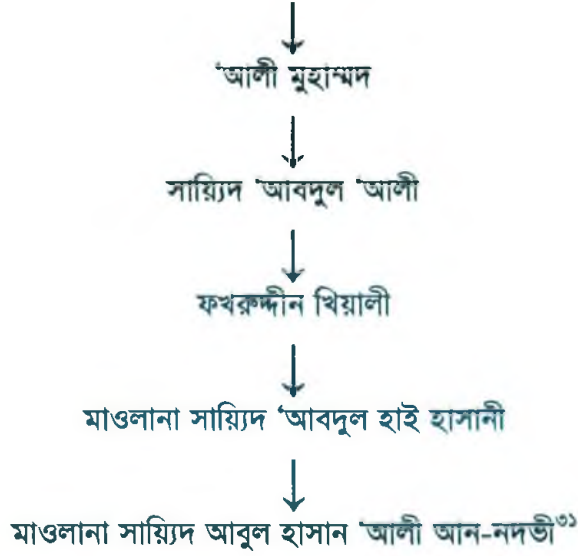 ‘আলী মুহাম্মদ
সায়্যিদ ‘আবদুল ‘আলী
ফখরুদ্দীন খিয়ালী
মাওলানা সায়্যিদ ‘আবদুল হাই হাসানী
মাওলানা সায়্যিদ আবুল হাসান ‘আলী আন-নদভী৩১